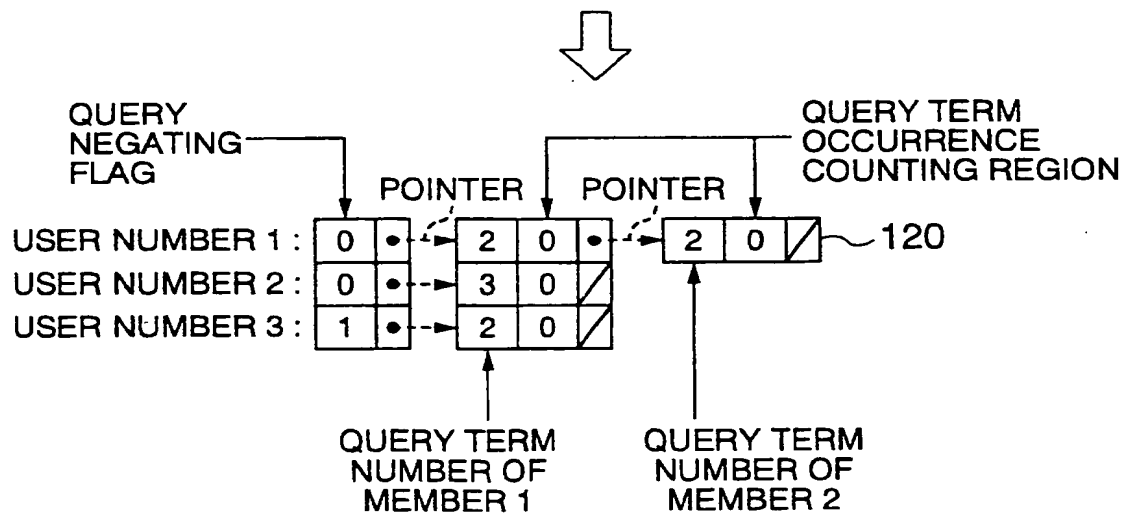 QUERY
NEGATING
FLAG
QUERY TERM
OCCURRENCE
COUNTING REGION
POINTER POINTER
USER NUMBER 1 : 0 2 0 2 0 120
USER NUMBER 2 : 0 3 0
USER NUMBER 3 : 1 2 0
QUERY TERM
NUMBER OF
MEMBER 1
QUERY TERM
NUMBER OF
MEMBER 2